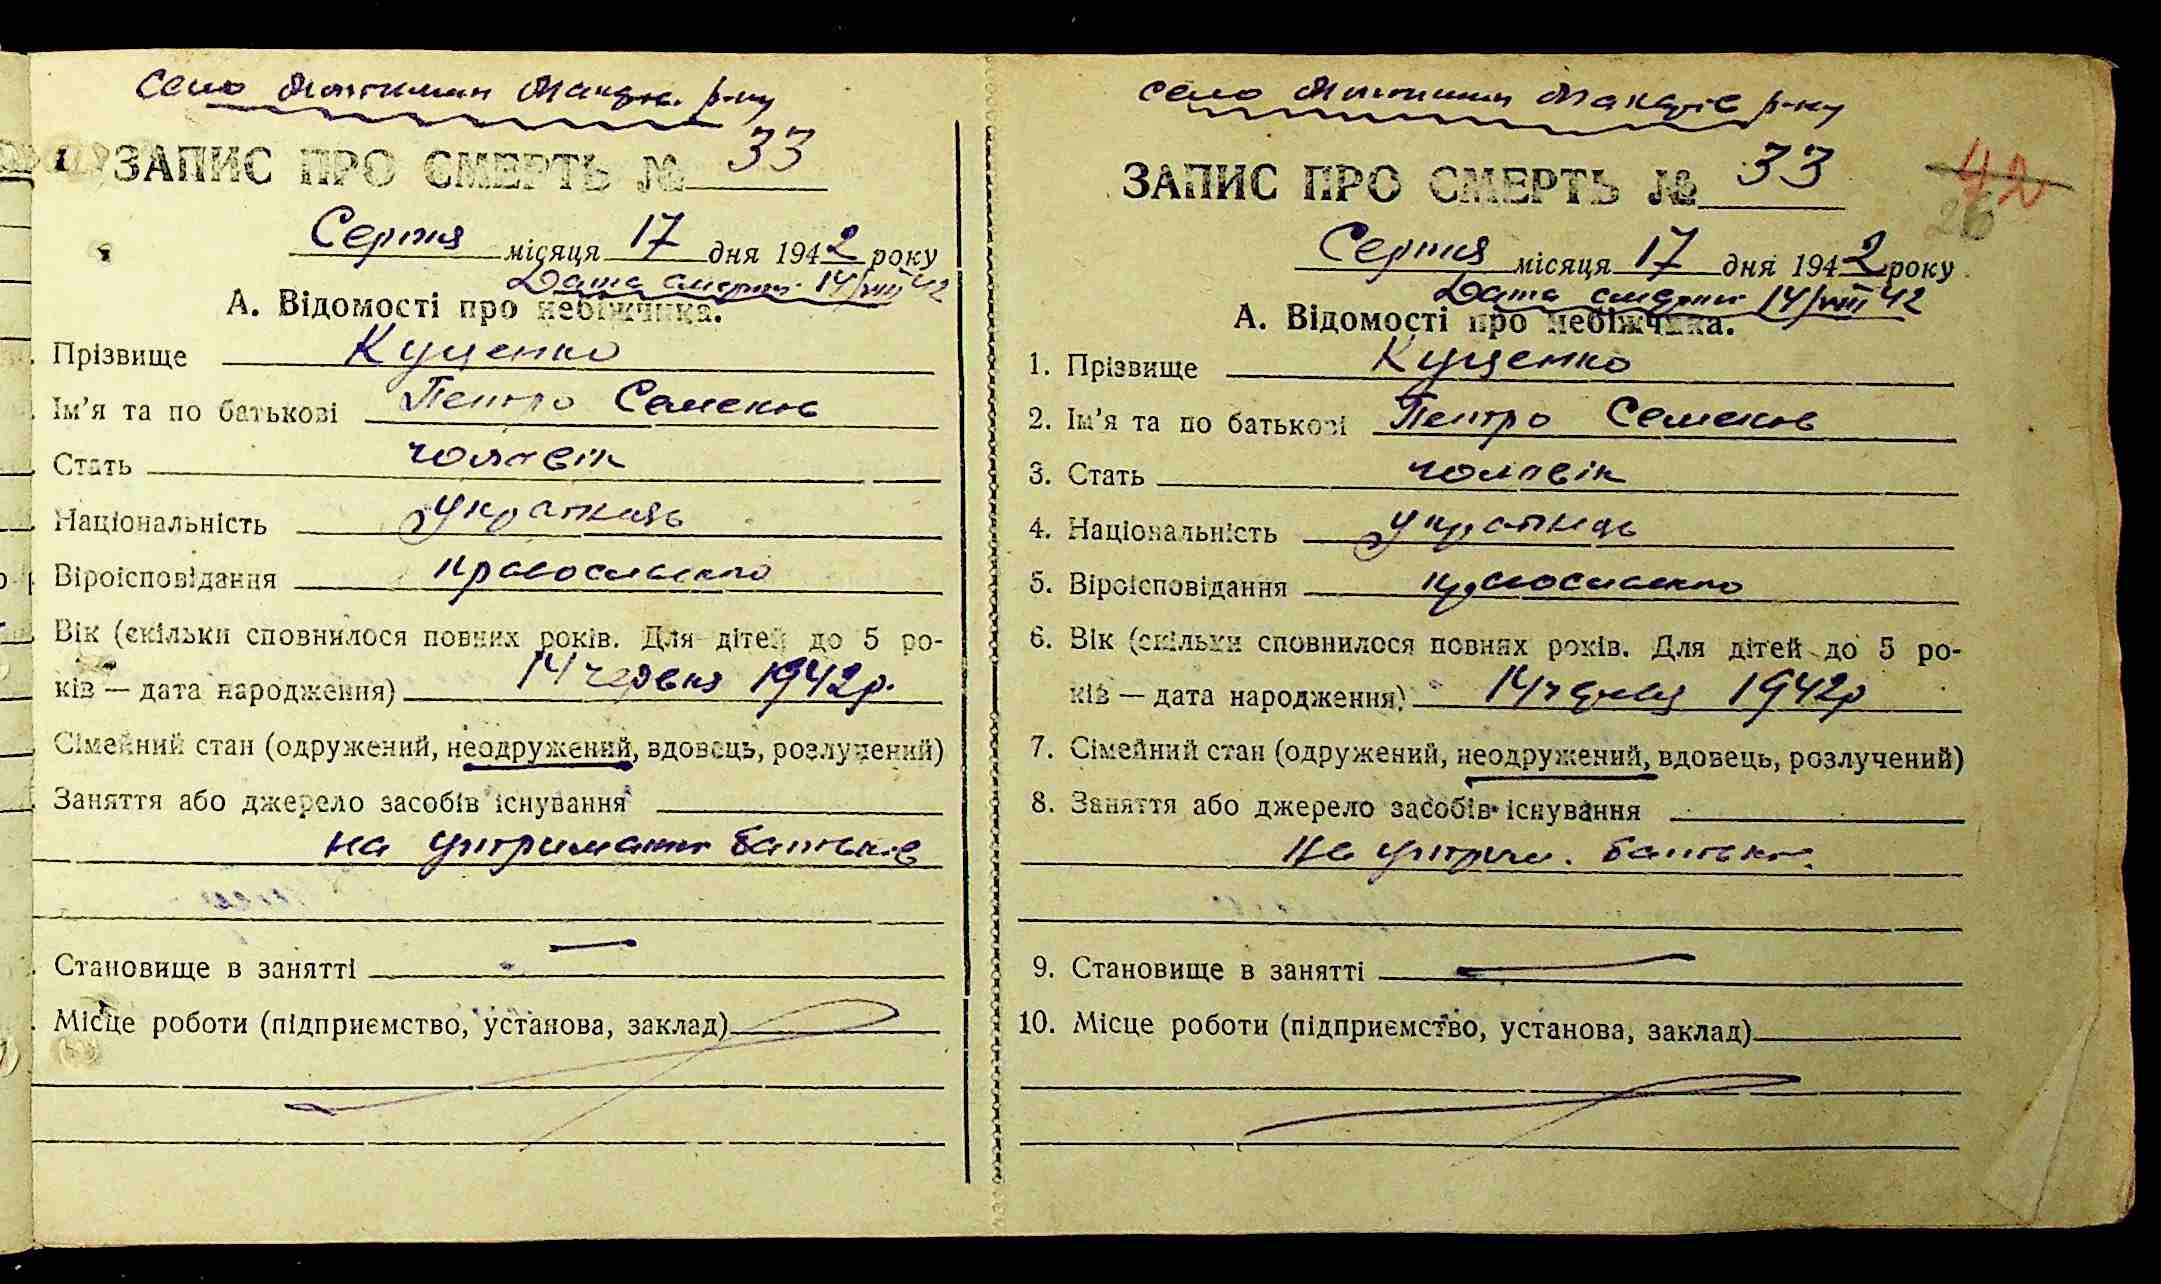 село Мотижин Макарів. р-ну
ЗАПИС ПРО СМЕРТЬ № 33
Серпня місяця 17 дня 1942 року
Дата смерти 14/VIII 42
А. Відомості про небіжчика.
Прізвище Куценко
Ім'я та по батькові Петро Семенов
Стать чоловік
Національність українець
Віроісповідання православно
Вік (скільки сповнилося повних років. Для дітей до 5 ро-
ків — дата народження) 14 червня 1942р.
Сімейний стан (одружений, неодружений, вдовець, розлучений)
Заняття або джерело засобів існування
на утриманні батьків
Становище в занятті —
Місце роботи (підприємство, установа, заклад)
село Мотижин Макарів р-ну
ЗАПИС ПРО СМЕРТЬ № 33
42
26
Серпня місяця 17 дня 1942 року
Дата смерти 14/VIII 42
А. Відомості про небіжчика.
1. Прізвище Куценко
2. Ім'я та по батькові Петро Семенов
3. Стать чоловік
4. Національність українець
5. Віроісповідання православно
6. Вік (скільки сповнилося повних років. Для дітей до 5 ро-
ків — дата народження) 14 червня 1942р
7. Сімейний стан (одружений, неодружений, вдовець, розлучений)
8. Заняття або джерело засобів існування
на утрим. батьків.
9. Становище в занятті —
10. Місце роботи (підприємство, установа, заклад)